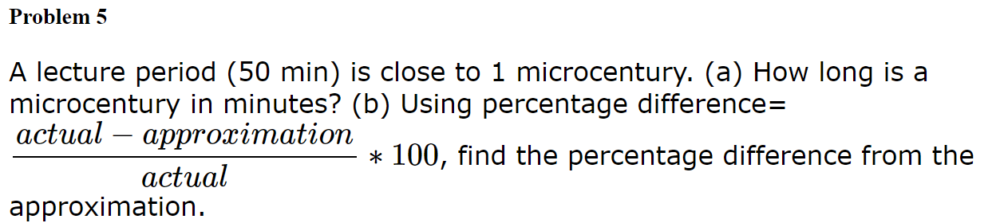 Problem 5
A lecture period (50 min) is close to 1 microcentury. (a) How long is a
microcentury in minutes? (b) Using percentage difference=
actual − approximation
actual
∗ 100, find the percentage difference from the
approximation.